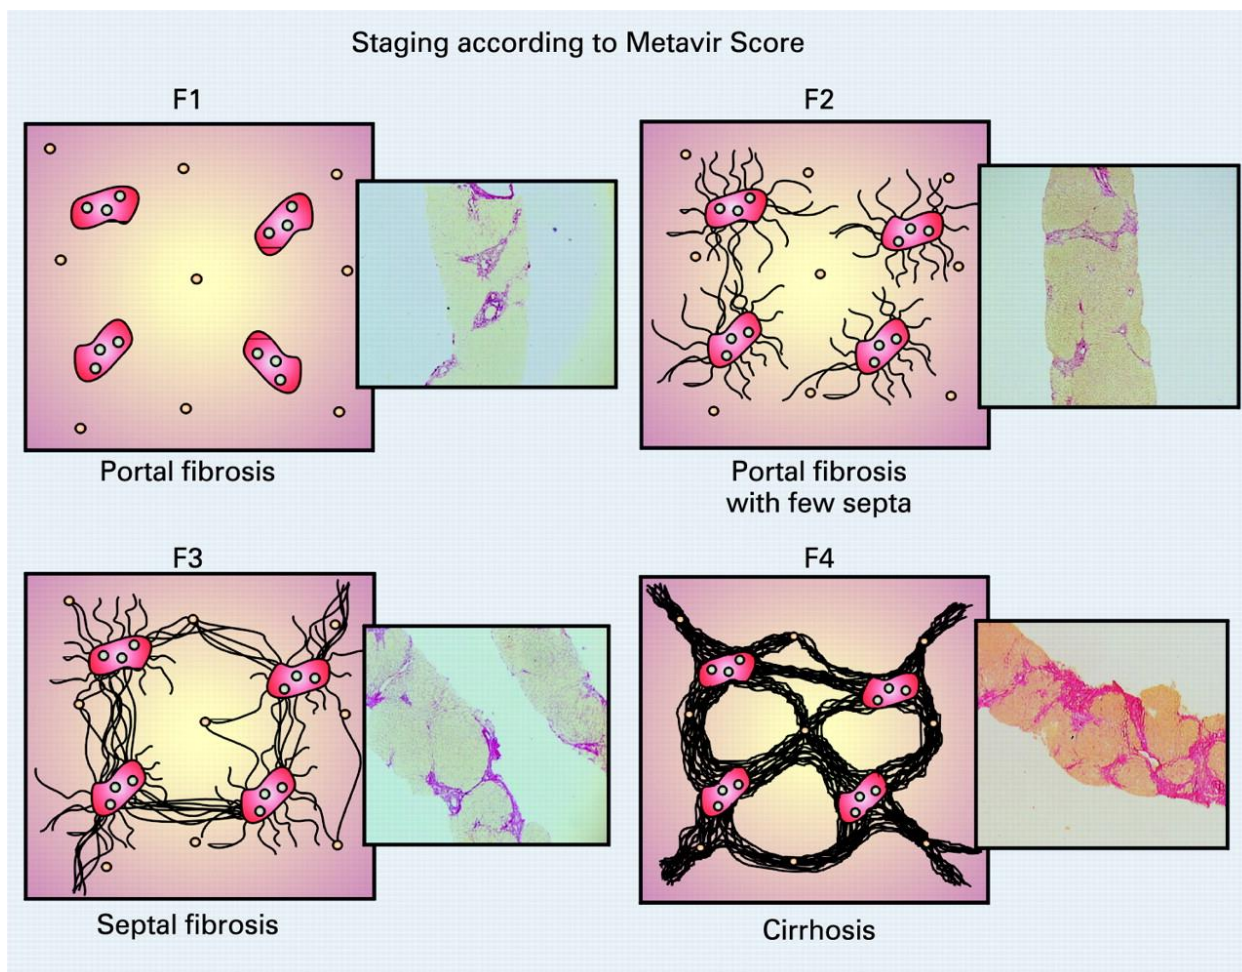 Staging according to Metavir Score
F1
F2
Portal fibrosis
Portal fibrosis
with few septa
F3
F4
Septal fibrosis
Cirrhosis